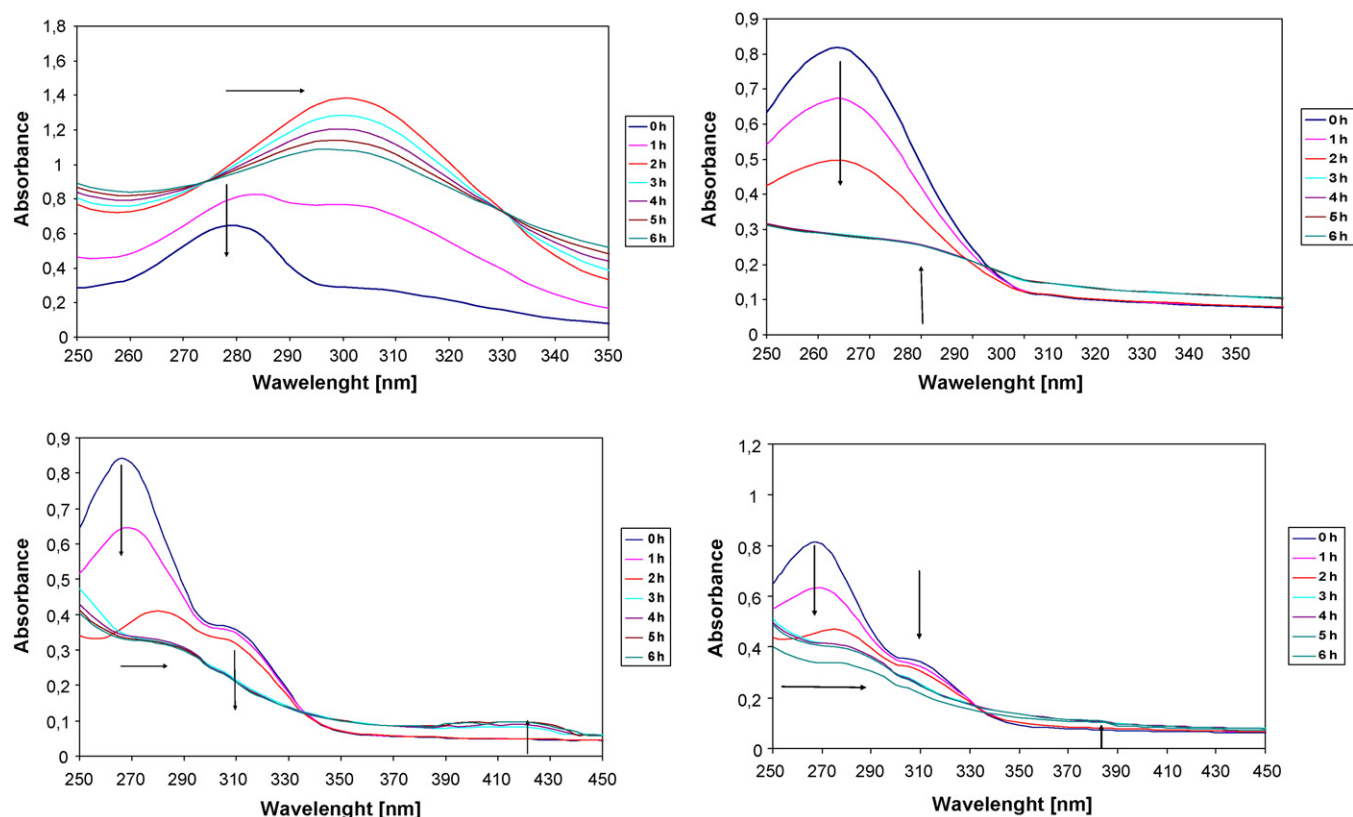 1,8
1,6
1,4
1,2
1
0,8
0,6
0,4
0,2
0
Absorbance
250 260 270 280 290 300 310 320 330 340 350
Wawelenght [nm]
0 h
1 h
2 h
3 h
4 h
5 h
6 h
0,9
0,8
0,7
0,6
0,5
0,4
0,3
0,2
0,1
0
Absorbance
250 260 270 280 290 300 310 320 330 340 350
Wawelenght [nm]
0 h
1 h
2 h
3 h
4 h
5 h
6 h
0,9
0,8
0,7
0,6
0,5
0,4
0,3
0,2
0,1
0
Absorbance
250 270 290 310 330 350 370 390 410 430 450
Wavelenght [nm]
0 h
1 h
2 h
3 h
4 h
5 h
6 h
1,2
1
0,8
0,6
0,4
0,2
0
Absorbance
250 270 290 310 330 350 370 390 410 430 450
Wavelenght [nm]
0 h
1 h
2 h
3 h
4 h
5 h
6 h